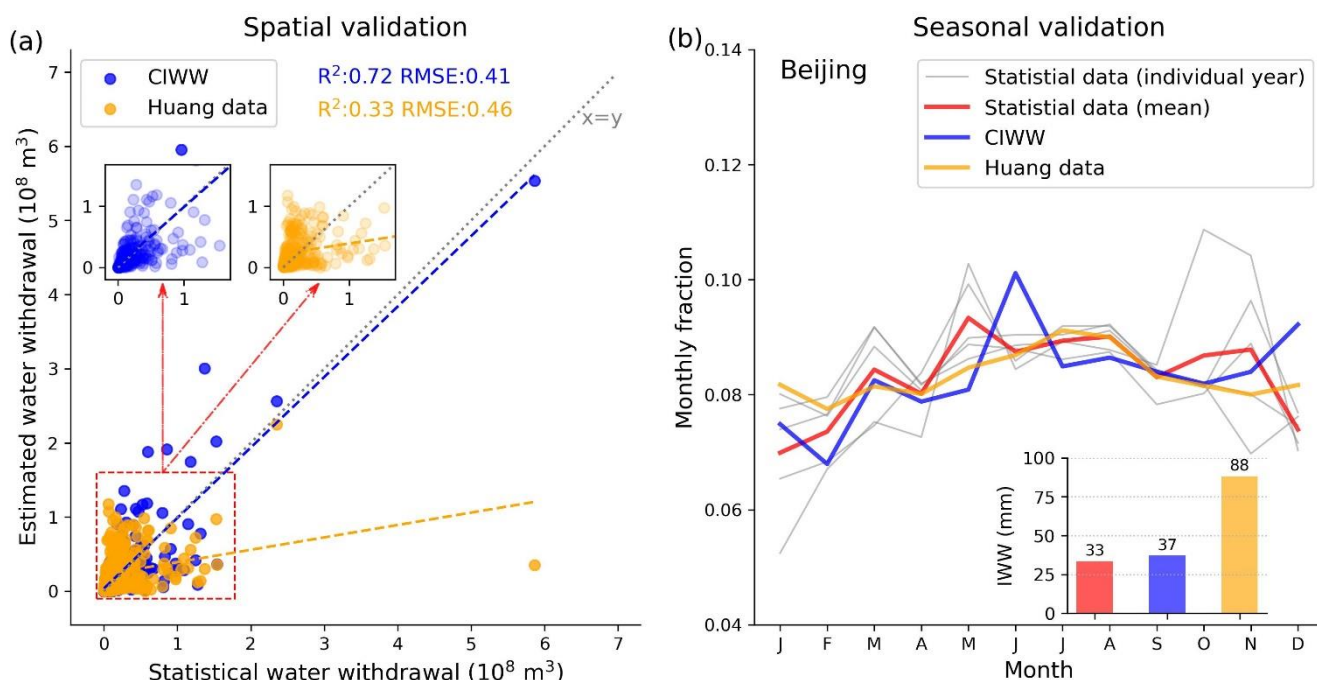 Spatial validation
(a)
CIWW
Huang data
R²:0.72 RMSE:0.41
R²:0.33 RMSE:0.46
x=y
7
6
5
4
3
2
1
0
1
0
0 1
1
0
0 1
0 1 2 3 4 5 6 7
Estimated water withdrawal (10⁸ m³)
Statistical water withdrawal (10⁸ m³)
Seasonal validation
(b)
Beijing
Statistial data (individual year)
Statistial data (mean)
CIWW
Huang data
0.14
0.12
0.10
0.08
0.06
0.04
Monthly fraction
100
75
50
25
0
IWW (mm)
33
37
88
J F M A M J J A S O N D
Month